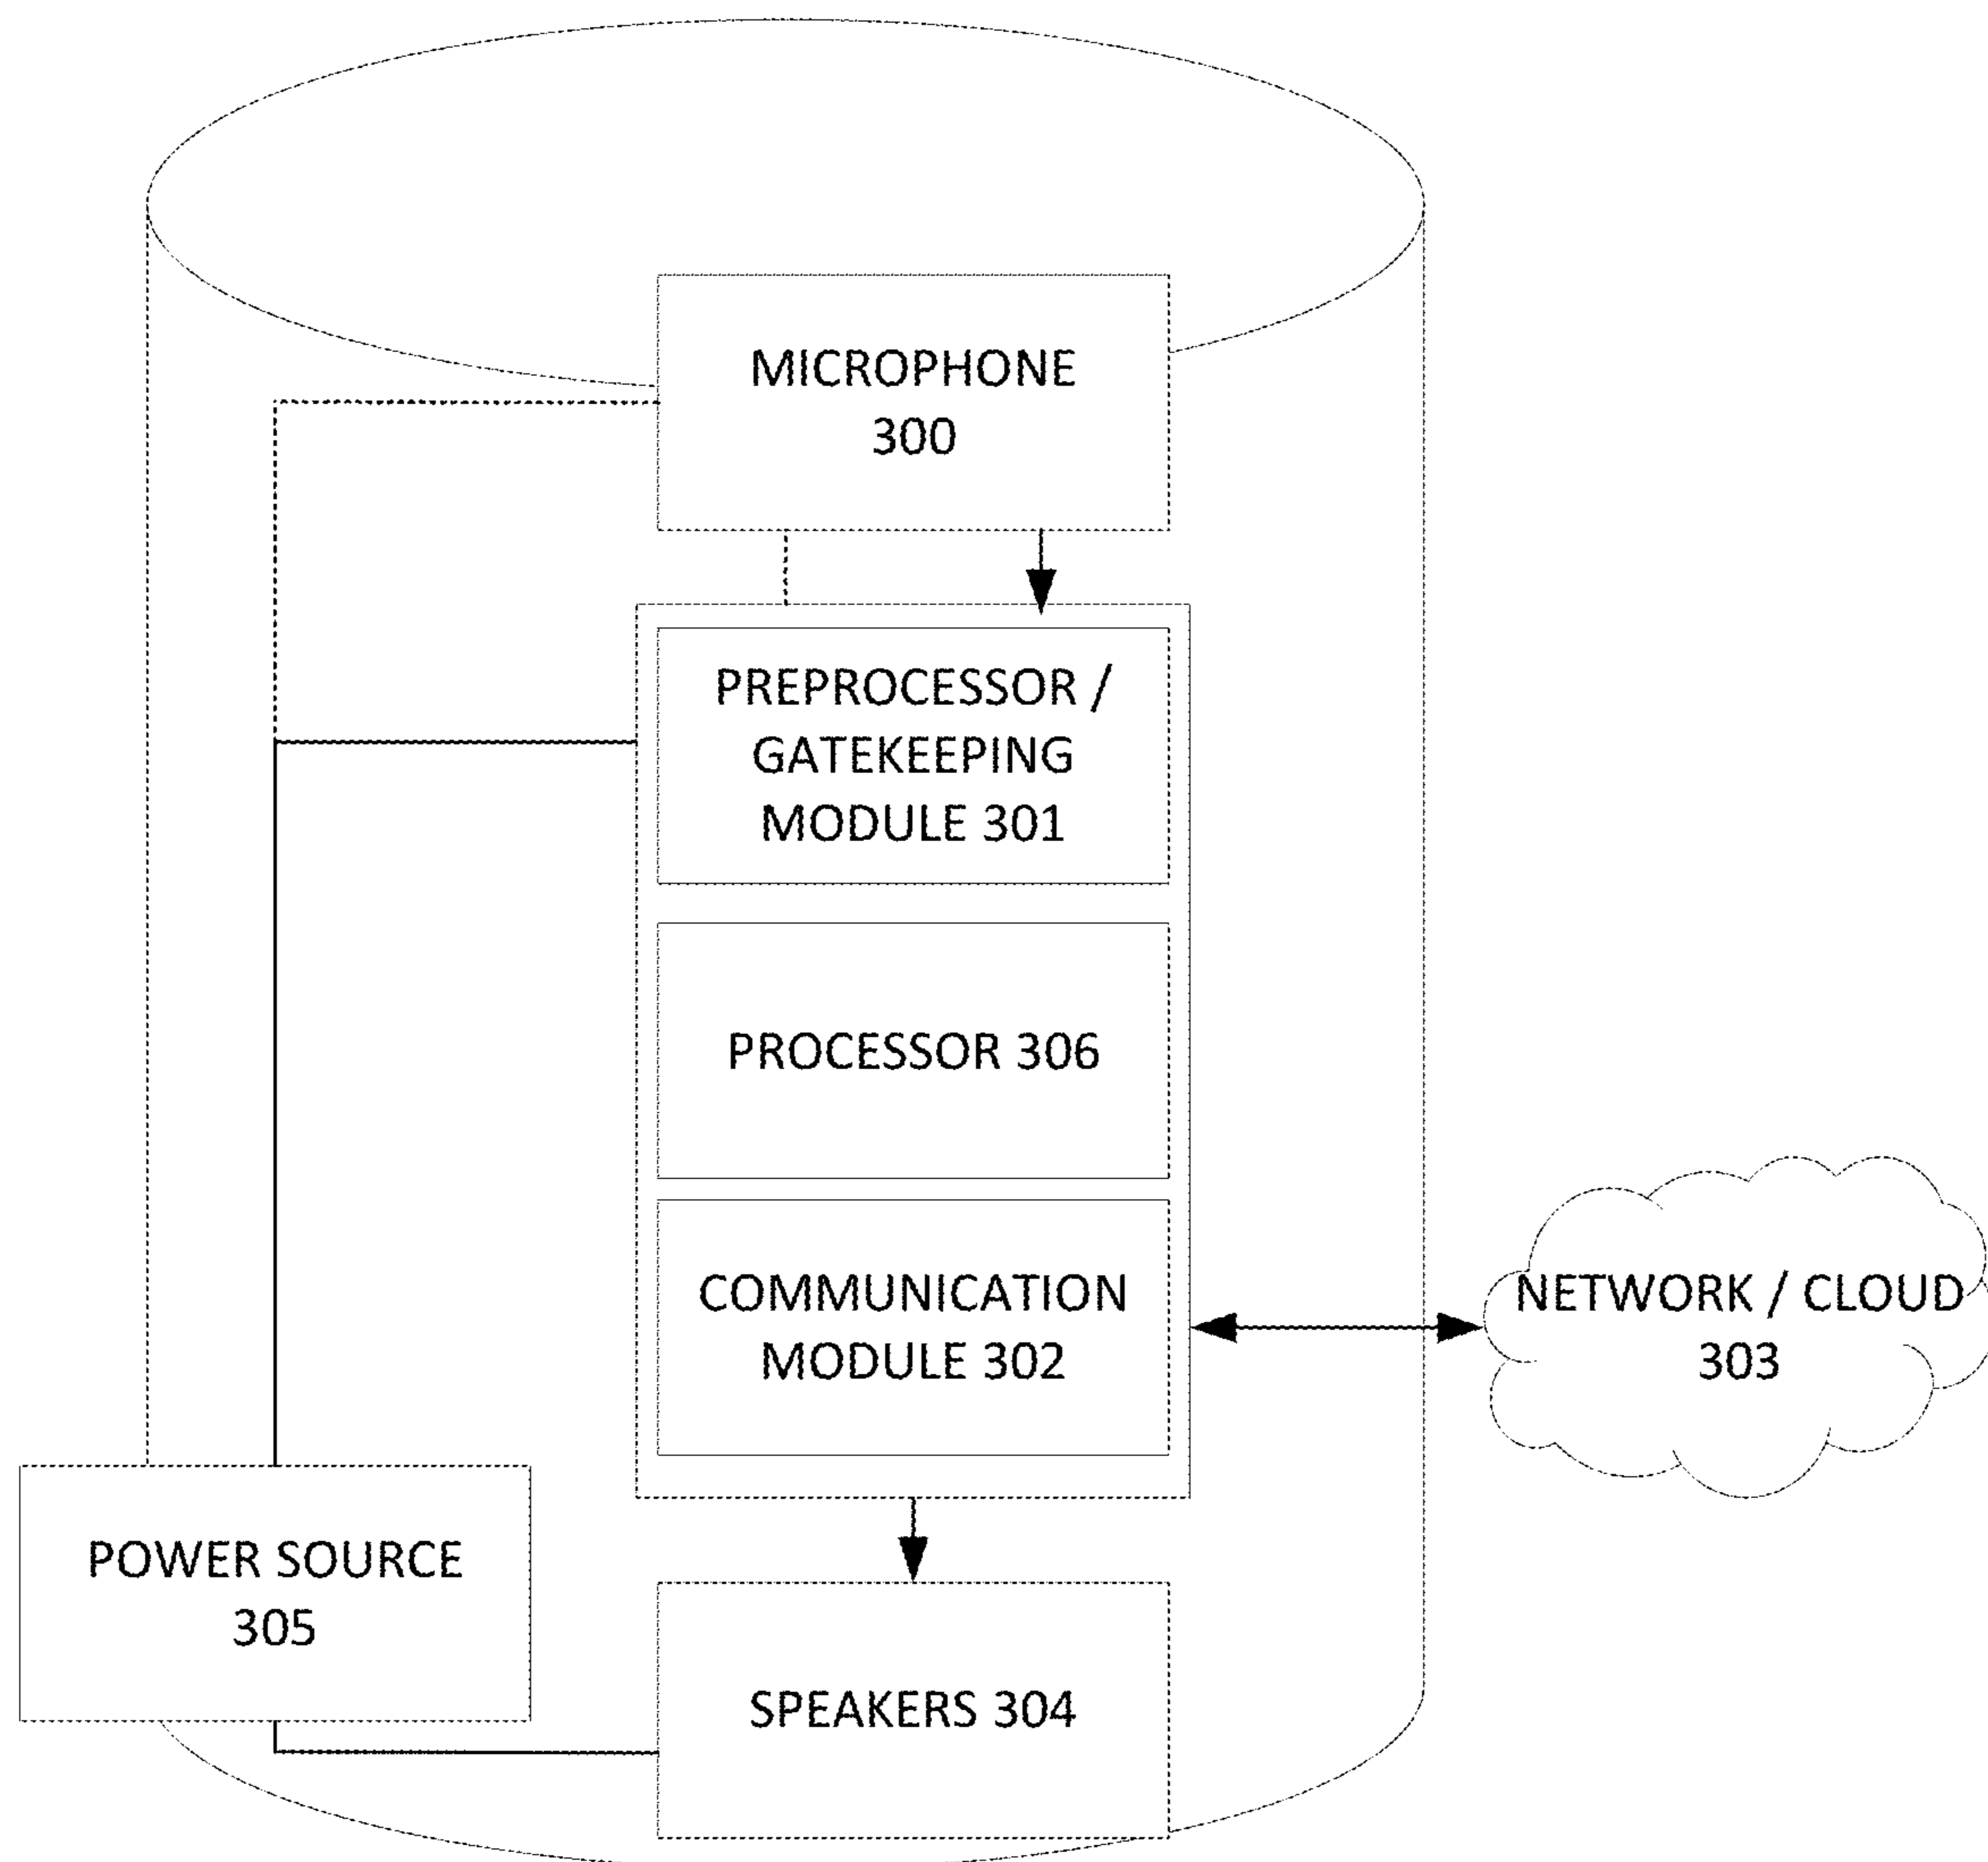 MICROPHONE
300
PREPROCESSOR /
GATEKEEPING
MODULE 301
PROCESSOR 306
COMMUNICATION
MODULE 302
NETWORK / CLOUD
303
POWER SOURCE
305
SPEAKERS 304